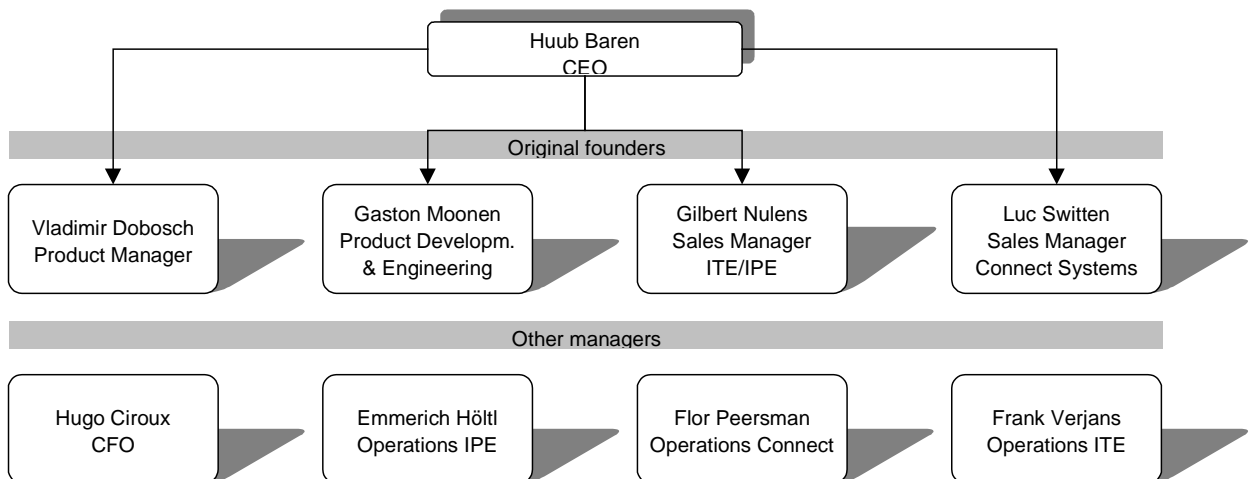 Huub Baren
CEO
Original founders
Vladimir Dobosch
Product Manager
Gaston Moonen
Product Developm.
& Engineering
Gilbert Nulens
Sales Manager
ITE/IPE
Luc Switten
Sales Manager
Connect Systems
Other managers
Hugo Ciroux
CFO
Emmerich Höltl
Operations IPE
Flor Peersman
Operations Connect
Frank Verjans
Operations ITE